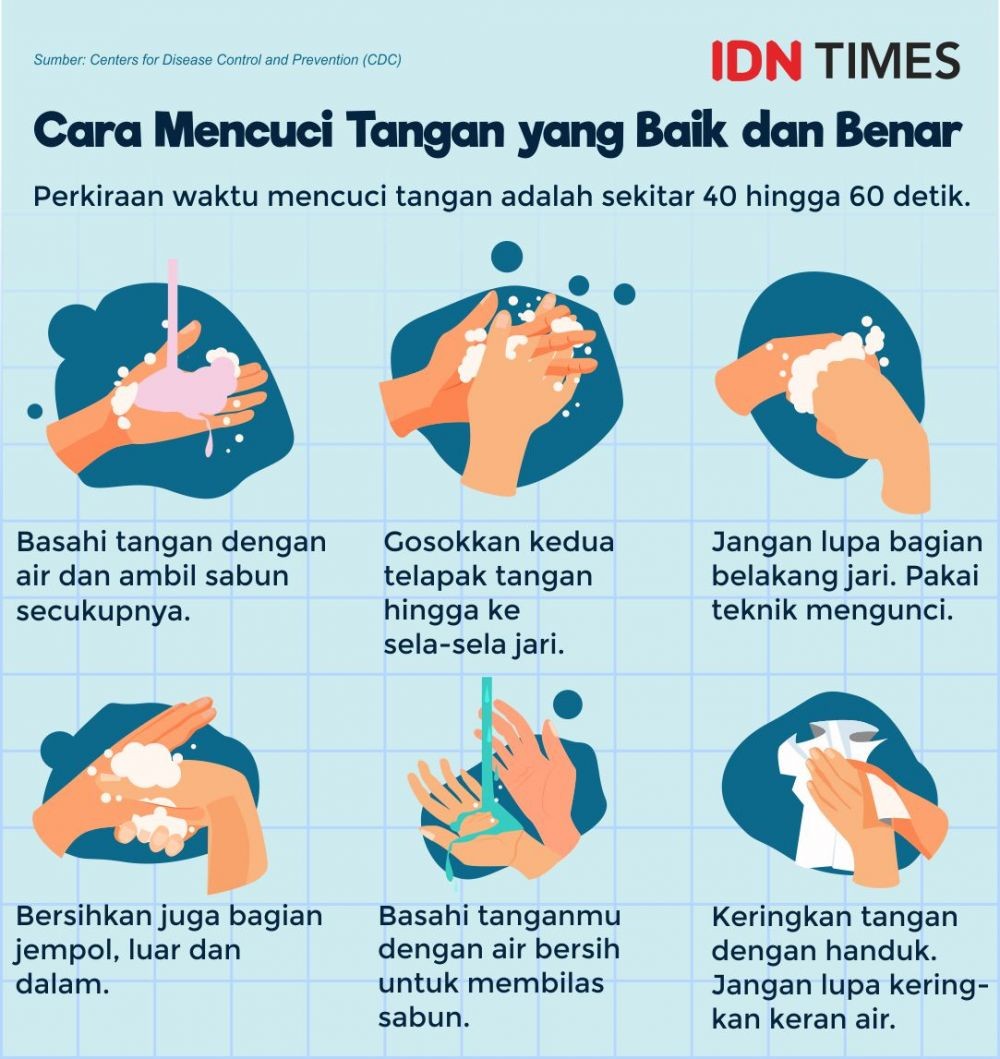 Sumber: Centers for Disease Control and Prevention (CDC)
IDN TIMES
Cara Mencuci Tangan yang Baik dan Benar
Perkiraan waktu mencuci tangan adalah sekitar 40 hingga 60 detik.
Basahi tangan dengan
air dan ambil sabun
secukupnya.
Gosokkan kedua
telapak tangan
hingga ke
sela-sela jari.
Jangan lupa bagian
belakang jari. Pakai
teknik mengunci.
Bersihkan juga bagian
jempol, luar dan
dalam.
Basahi tanganmu
dengan air bersih
untuk membilas
sabun.
Keringkan tangan
dengan handuk.
Jangan lupa kering-
kan keran air.